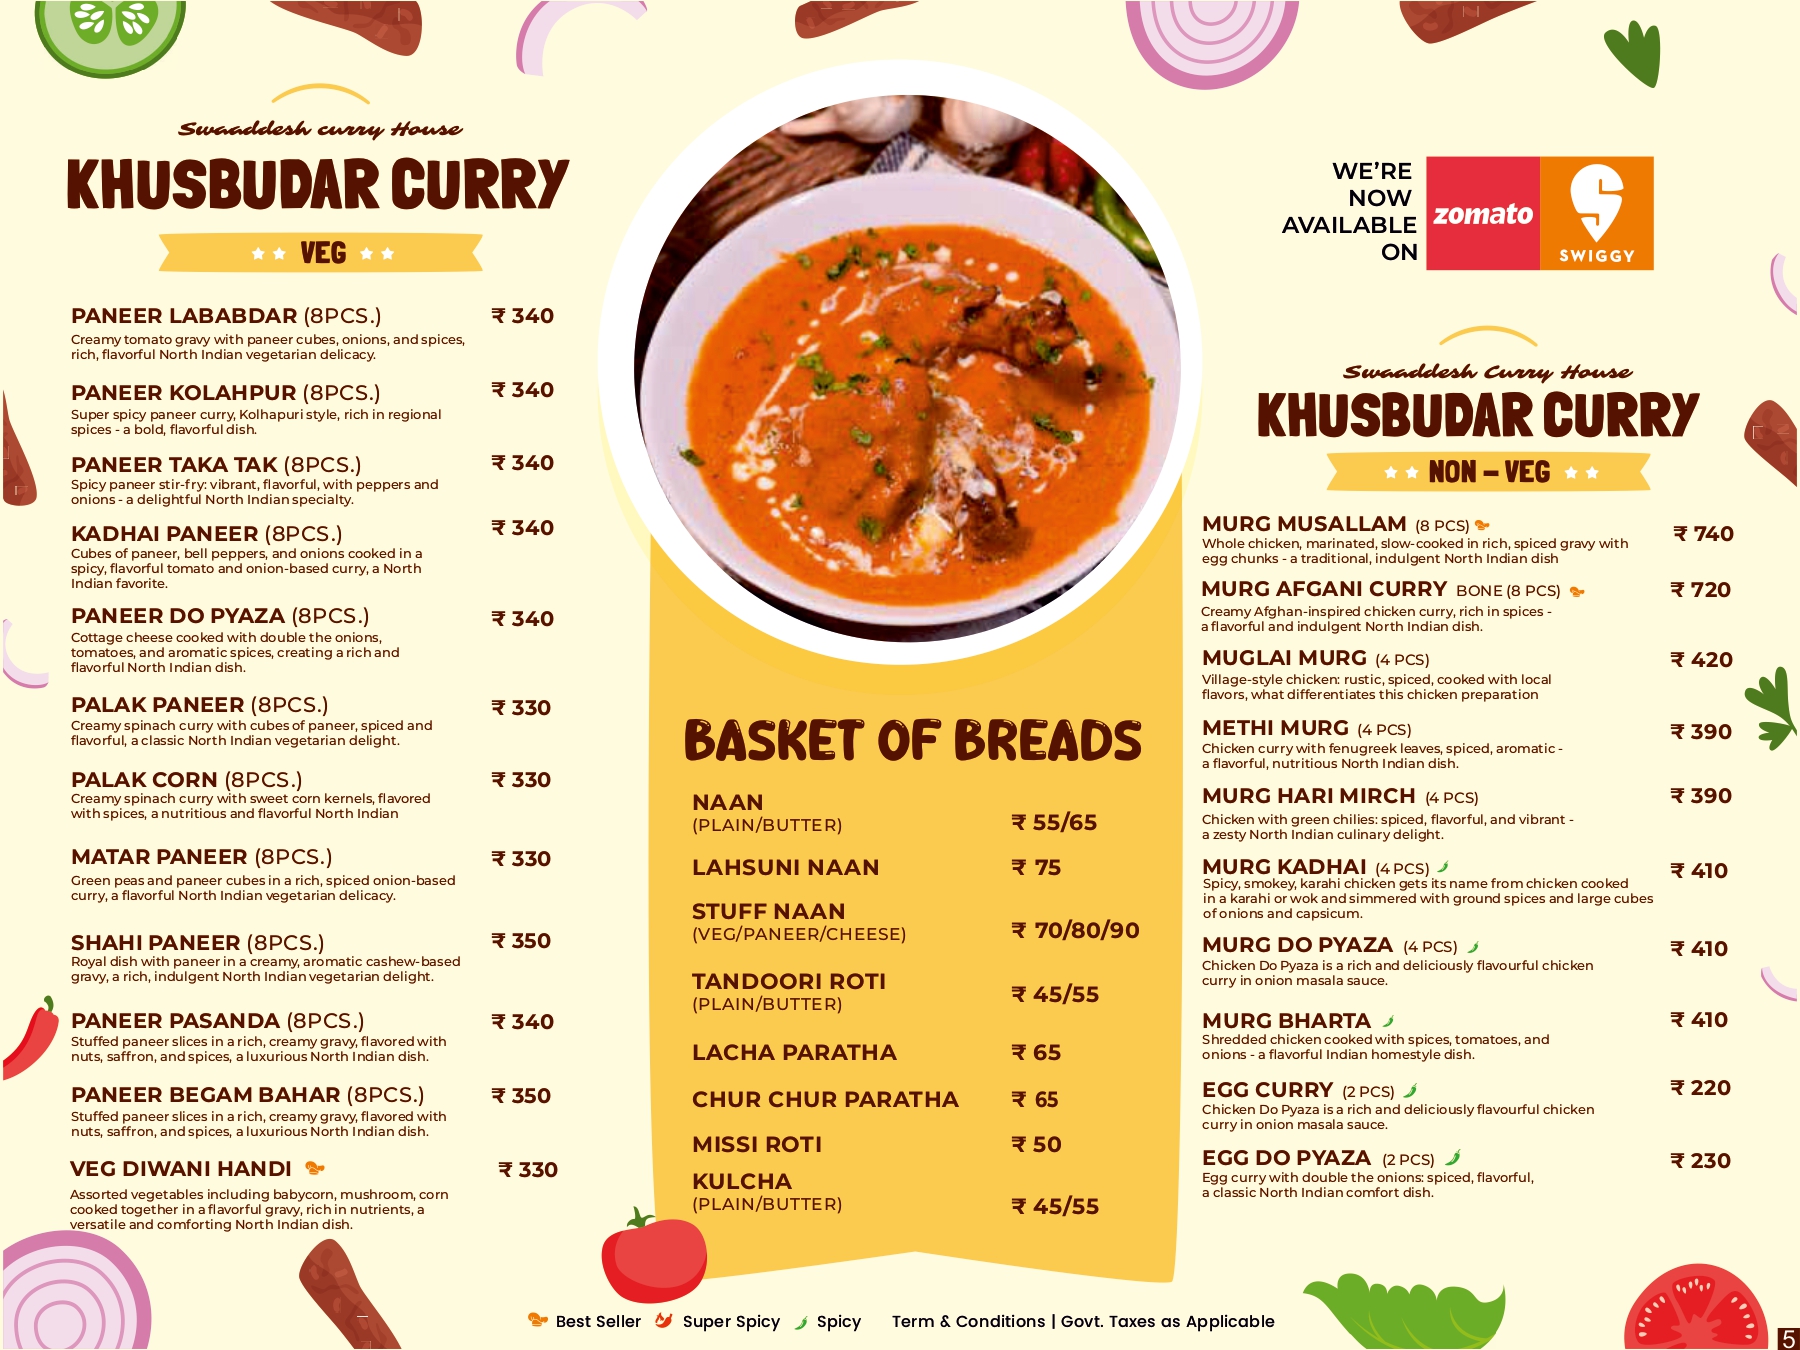 Swaaddesh curry House
KHUSBUDAR CURRY
VEG
PANEER LABABDAR (8PCS.) ₹ 340
Creamy tomato gravy with paneer cubes, onions, and spices,
rich, flavorful North Indian vegetarian delicacy.
PANEER KOLAHPUR (8PCS.) ₹ 340
Super spicy paneer curry, Kolhapuri style, rich in regional
spices - a bold, flavorful dish.
PANEER TAKA TAK (8PCS.) ₹ 340
Spicy paneer stir-fry: vibrant, flavorful, with peppers and
onions - a delightful North Indian specialty.
KADHAI PANEER (8PCS.) ₹ 340
Cubes of paneer, bell peppers, and onions cooked in a
spicy, flavorful tomato and onion-based curry, a North
Indian favorite.
PANEER DO PYAZA (8PCS.) ₹ 340
Cottage cheese cooked with double the onions,
tomatoes, and aromatic spices, creating a rich and
flavorful North Indian dish.
PALAK PANEER (8PCS.) ₹ 330
Creamy spinach curry with cubes of paneer, spiced and
flavorful, a classic North Indian vegetarian delight.
PALAK CORN (8PCS.) ₹ 330
Creamy spinach curry with sweet corn kernels, flavored
with spices, a nutritious and flavorful North Indian
MATAR PANEER (8PCS.) ₹ 330
Green peas and paneer cubes in a rich, spiced onion-based
curry, a flavorful North Indian vegetarian delicacy.
SHAHI PANEER (8PCS.) ₹ 350
Royal dish with paneer in a creamy, aromatic cashew-based
gravy, a rich, indulgent North Indian vegetarian delight.
PANEER PASANDA (8PCS.) ₹ 340
Stuffed paneer slices in a rich, creamy gravy, flavored with
nuts, saffron, and spices, a luxurious North Indian dish.
PANEER BEGAM BAHAR (8PCS.) ₹ 350
Stuffed paneer slices in a rich, creamy gravy, flavored with
nuts, saffron, and spices, a luxurious North Indian dish.
VEG DIWANI HANDI ₹ 330
Assorted vegetables including babycorn, mushroom, corn
cooked together in a flavorful gravy, rich in nutrients, a
versatile and comforting North Indian dish.
BASKET OF BREADS
NAAN
(PLAIN/BUTTER) ₹ 55/65
LAHSUNI NAAN ₹ 75
STUFF NAAN
(VEG/PANEER/CHEESE) ₹ 70/80/90
TANDOORI ROTI
(PLAIN/BUTTER) ₹ 45/55
LACHA PARATHA ₹ 65
CHUR CHUR PARATHA ₹ 65
MISSI ROTI ₹ 50
KULCHA
(PLAIN/BUTTER) ₹ 45/55
WE'RE
NOW
AVAILABLE
ON
zomato
SWIGGY
Swaaddesh Curry House
KHUSBUDAR CURRY
NON – VEG
MURG MUSALLAM (8 PCS) ₹ 740
Whole chicken, marinated, slow-cooked in rich, spiced gravy with
egg chunks - a traditional, indulgent North Indian dish
MURG AFGANI CURRY BONE (8 PCS) ₹ 720
Creamy Afghan-inspired chicken curry, rich in spices -
a flavorful and indulgent North Indian dish.
MUGLAI MURG (4 PCS) ₹ 420
Village-style chicken: rustic, spiced, cooked with local
flavors, what differentiates this chicken preparation
METHI MURG (4 PCS) ₹ 390
Chicken curry with fenugreek leaves, spiced, aromatic -
a flavorful, nutritious North Indian dish.
MURG HARI MIRCH (4 PCS) ₹ 390
Chicken with green chilies: spiced, flavorful, and vibrant -
a zesty North Indian culinary delight.
MURG KADHAI (4 PCS) ₹ 410
Spicy, smokey, karahi chicken gets its name from chicken cooked
in a karahi or wok and simmered with ground spices and large cubes
of onions and capsicum.
MURG DO PYAZA (4 PCS) ₹ 410
Chicken Do Pyaza is a rich and deliciously flavourful chicken
curry in onion masala sauce.
MURG BHARTA ₹ 410
Shredded chicken cooked with spices, tomatoes, and
onions - a flavorful Indian homestyle dish.
EGG CURRY (2 PCS) ₹ 220
Chicken Do Pyaza is a rich and deliciously flavourful chicken
curry in onion masala sauce.
EGG DO PYAZA (2 PCS) ₹ 230
Egg curry with double the onions: spiced, flavorful,
a classic North Indian comfort dish.
Best Seller Super Spicy Spicy Term & Conditions | Govt. Taxes as Applicable
5